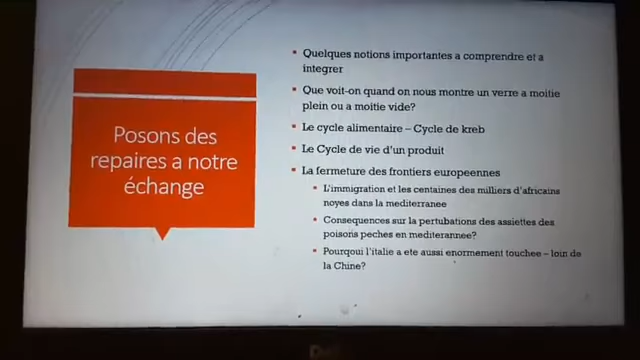 Posons des
repaires a notre
échange
Quelques notions importantes a comprendre et a
integrer
Que voit-on quand on nous montre un verre a moitie
plein ou a moitie vide?
Le cycle alimentaire – Cycle de kreb
Le Cycle de vie d'un produit
La fermeture des frontiers europeennes
L'immigration et les centaines des milliers d'africains
noyes dans la mediterranee
Consequences sur la pertubations des assiettes des
poisons peches en mediterannee?
Pourqoui l'italie a ete aussi enormement touchee – loin de
la Chine?